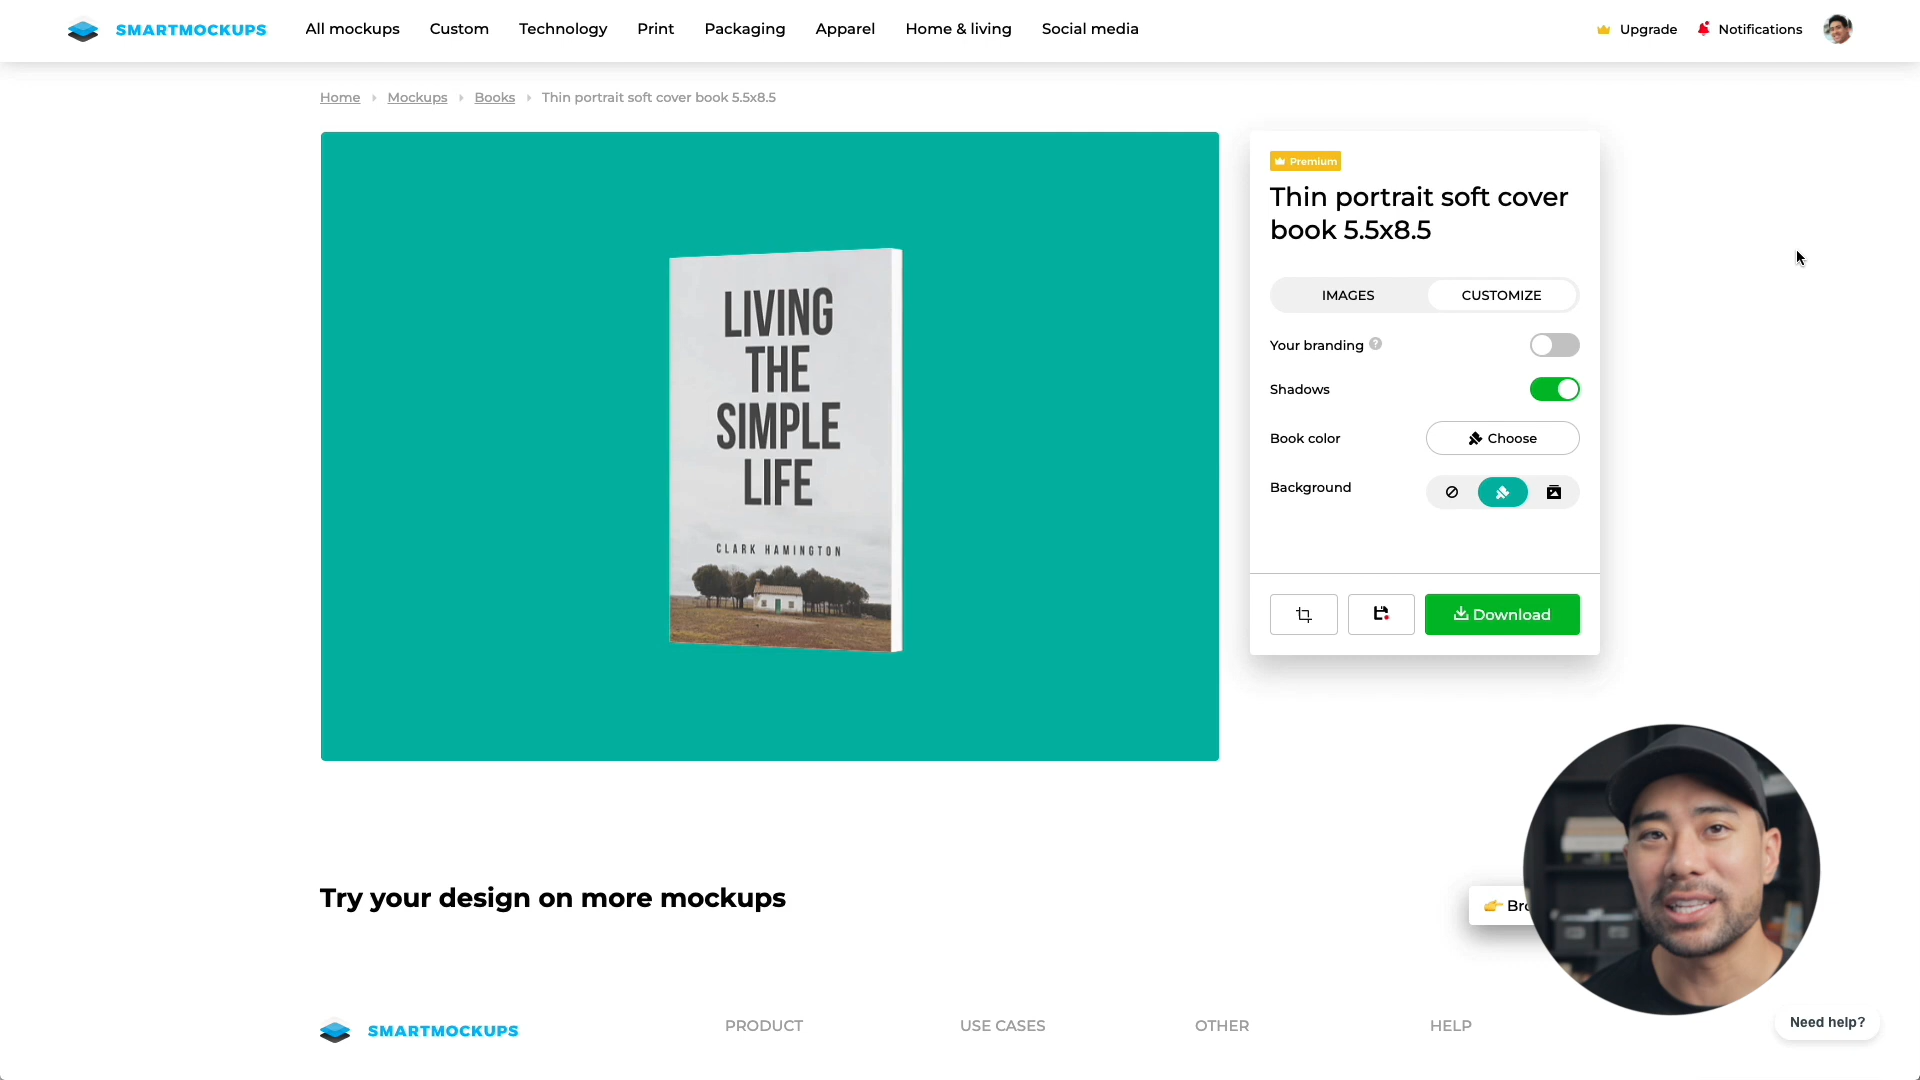 SMARTMOCKUPS
All mockups
Custom
Technology
Print
Packaging
Apparel
Home & living
Social media
Upgrade
Notifications
Home
Mockups
Books
Thin portrait soft cover book 5.5x8.5
LIVING
THE
SIMPLE
LIFE
CLARK HAMINGTON
Premium
Thin portrait soft cover
book 5.5x8.5
IMAGES
CUSTOMIZE
Your branding ?
Shadows
Book color
Choose
Background
Download
Try your design on more mockups
SMARTMOCKUPS
PRODUCT
USE CASES
OTHER
HELP
Need help?